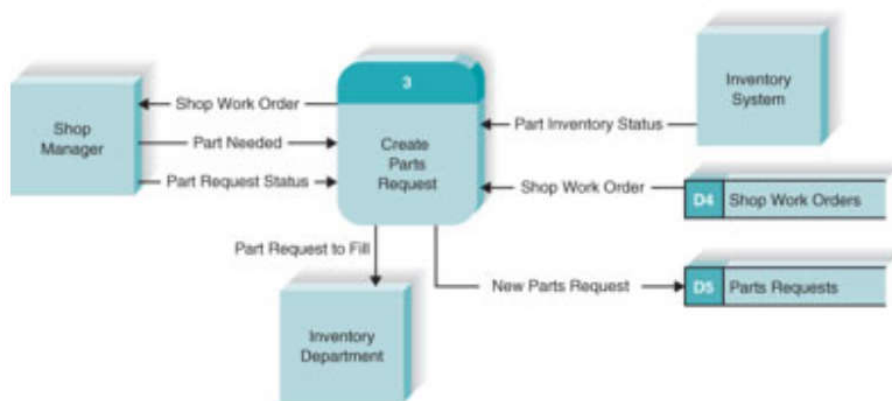 3
Inventory
System
Shop Work Order
Shop
Manager
Part Needed
Create
Parts
Request
Part Inventory Status
Part Request Status
Shop Work Order
D4 Shop Work Orders
Part Request to Fill
New Parts Request
D5 Parts Requests
Inventory
Department